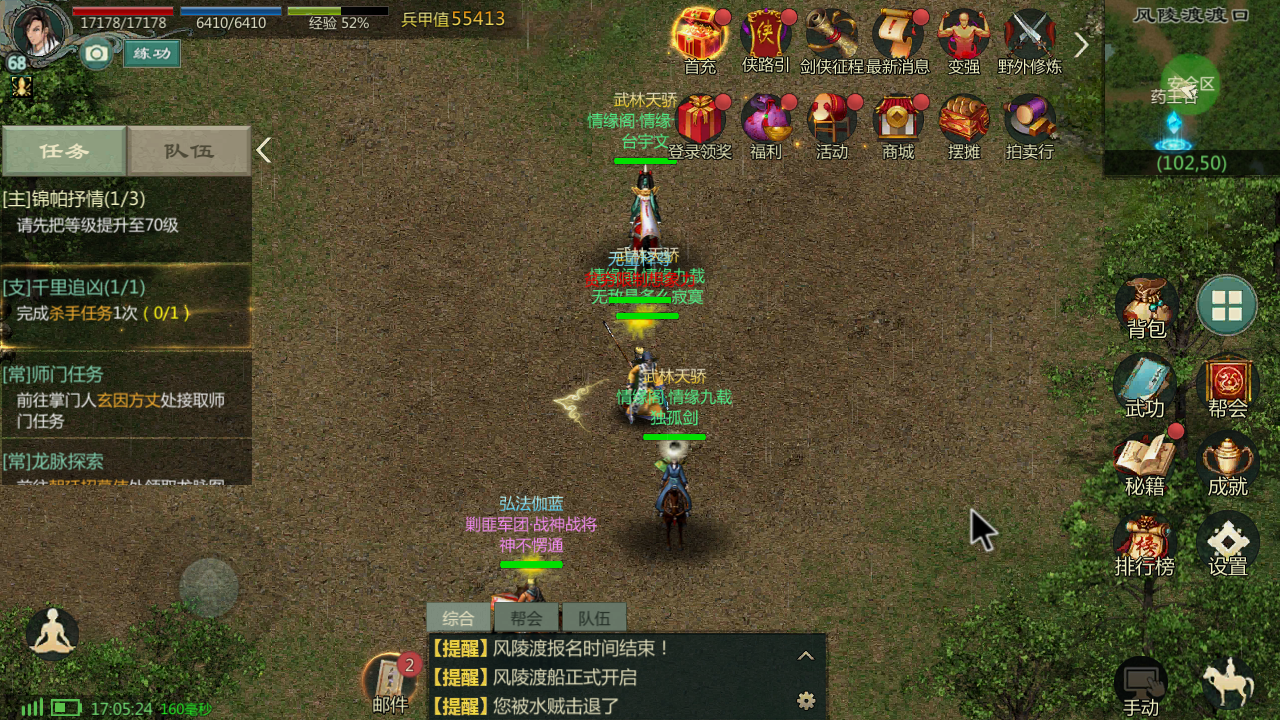 17178/17178
6410/6410
经验 52%
兵甲值55413
68
练功
首充
侠路引
剑侠征程
最新消息
变强
野外修炼
风陵渡渡口
安全区
药王谷
(102,50)
登录领奖
福利
活动
商城
摆摊
拍卖行
任务
队伍
[主]锦帕抒情(1/3)
请先把等级提升至70级
[支]千里追凶(1/1)
完成杀手任务1次 ( 0/1 )
[常]师门任务
前往掌门人玄因方丈处接取师
门任务
[常]龙脉探索
武林天骄
情缘阁·情缘
台宇文
武林天骄
情缘阁·情缘九载
无敌是多么寂寞
武林天骄
情缘阁·情缘九载
独孤剑
弘法伽蓝
剿匪军团·战神战将
神不愣通
背包
武功
帮会
秘籍
成就
排行榜
设置
手动
综合
帮会
队伍
【提醒】风陵渡报名时间结束！
【提醒】风陵渡船正式开启
【提醒】您被水贼击退了
2
邮件
17:05:24
160毫秒